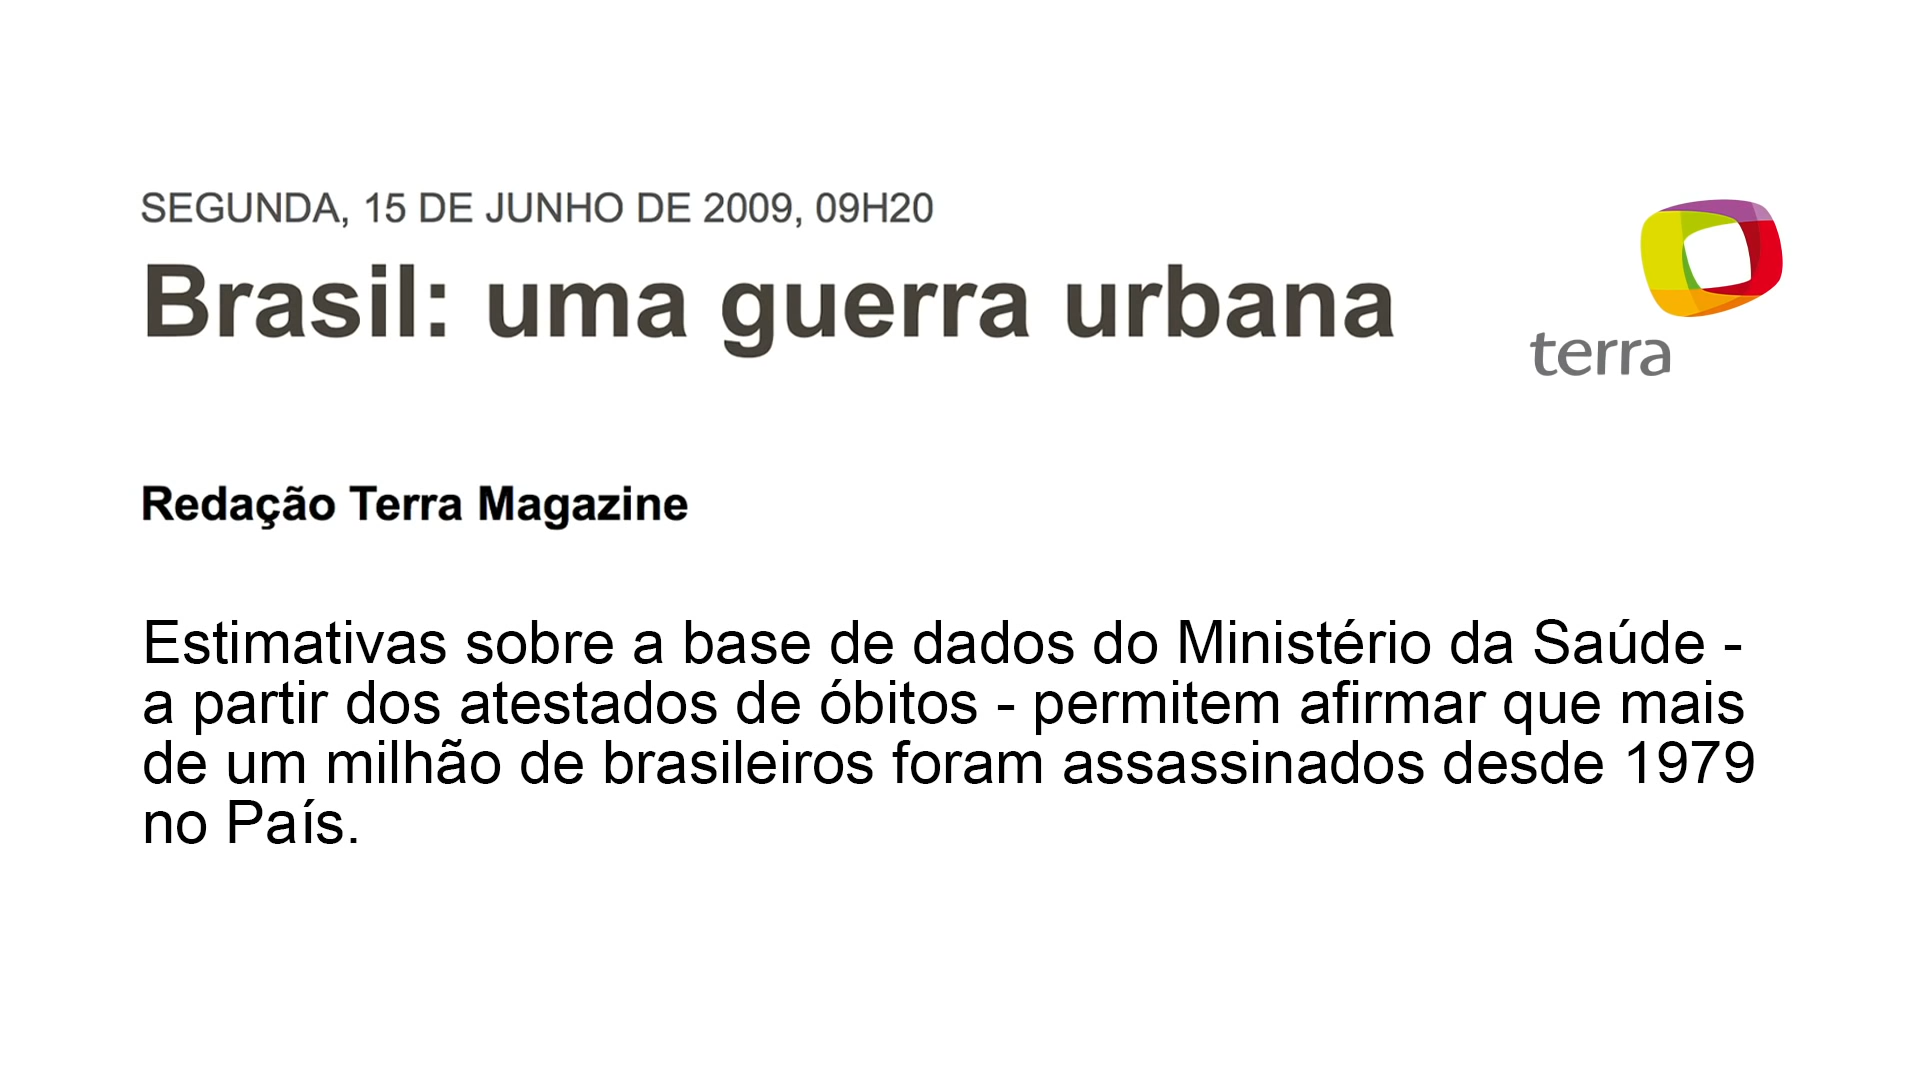 SEGUNDA, 15 DE JUNHO DE 2009, 09H20
Brasil: uma guerra urbana
terra
Redação Terra Magazine
Estimativas sobre a base de dados do Ministério da Saúde -
a partir dos atestados de óbitos - permitem afirmar que mais
de um milhão de brasileiros foram assassinados desde 1979
no País.